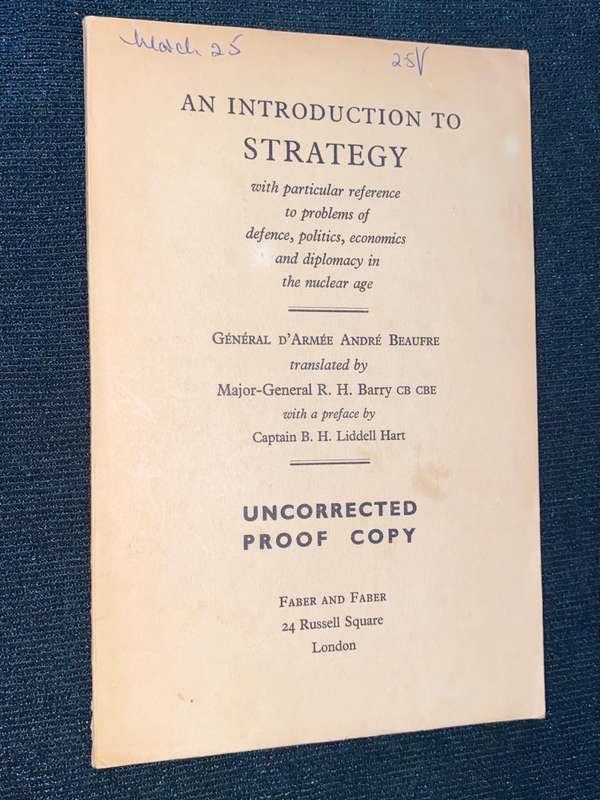 March 25
25/
AN INTRODUCTION TO
STRATEGY
with particular reference
to problems of
defence, politics, economics
and diplomacy in
the nuclear age
GÉNÉRAL D'ARMÉE ANDRÉ BEAUFRE
translated by
Major-General R. H. Barry CB CBE
with a preface by
Captain B. H. Liddell Hart
UNCORRECTED
PROOF COPY
FABER AND FABER
24 Russell Square
London